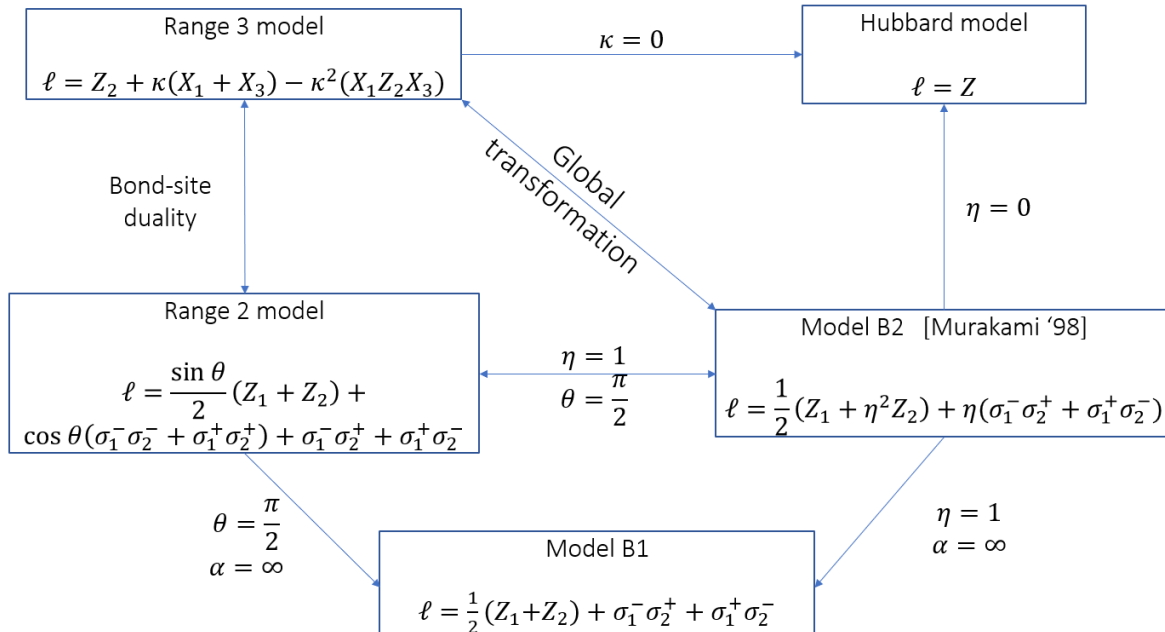 Range 3 model
ℓ = Z₂ + κ(X₁ + X₃) − κ²(X₁Z₂X₃)
κ = 0
Hubbard model
ℓ = Z
Bond-site
duality
Global
transformation
η = 0
Range 2 model
ℓ = sin θ/2 (Z₁ + Z₂) +
cos θ(σ₁⁻σ₂⁻ + σ₁⁺σ₂⁺) + σ₁⁻σ₂⁺ + σ₁⁺σ₂⁻
η = 1
θ = π/2
Model B2 [Murakami ‘98]
ℓ = 1/2 (Z₁ + η²Z₂) + η(σ₁⁻σ₂⁺ + σ₁⁺σ₂⁻)
θ = π/2
α = ∞
Model B1
ℓ = 1/2 (Z₁+Z₂) + σ₁⁻σ₂⁺ + σ₁⁺σ₂⁻
η = 1
α = ∞